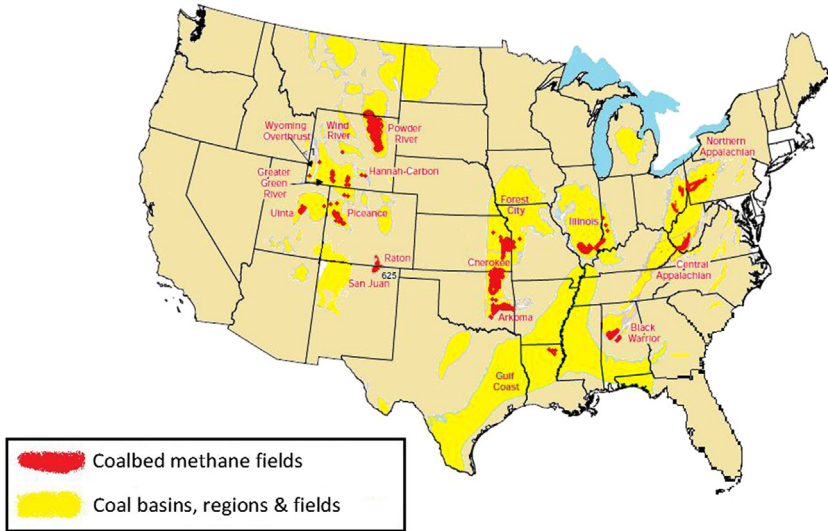 Northern
Appalachian
Wyoming
Overthrust
Wind
River
Powder
River
Greater
Green
River
Hannah-Carbon
Uinta
Piceance
Forest
City
Illinois
Raton
625
San Juan
Cherokee
Central
Appalachian
Arkoma
Black
Warrior
Gulf
Coast
Coalbed methane fields
Coal basins, regions & fields